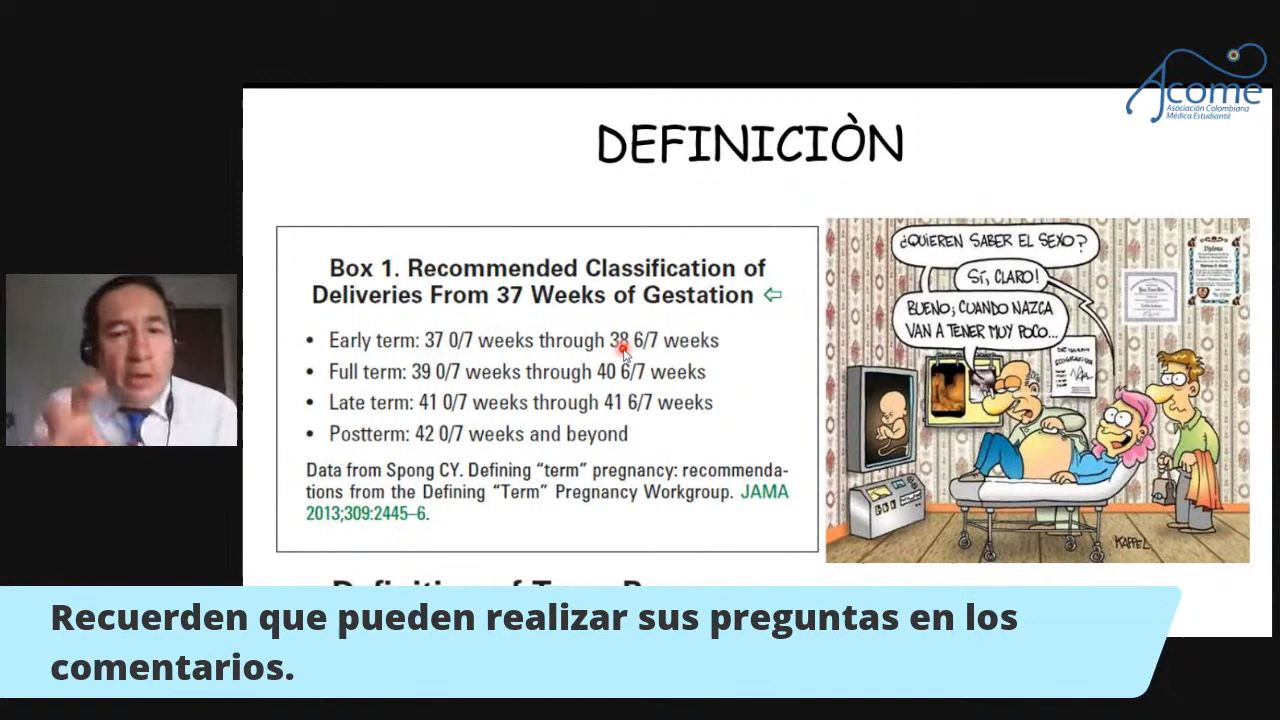 Acome
Asociación Colombiana
Médica Estudiantil
DEFINICIÒN
Box 1. Recommended Classification of
Deliveries From 37 Weeks of Gestation ⇦
• Early term: 37 0/7 weeks through 38 6/7 weeks
• Full term: 39 0/7 weeks through 40 6/7 weeks
• Late term: 41 0/7 weeks through 41 6/7 weeks
• Postterm: 42 0/7 weeks and beyond
Data from Spong CY. Defining “term” pregnancy: recommenda-
tions from the Defining “Term” Pregnancy Workgroup. JAMA
2013;309:2445–6.
¿QUIEREN SABER EL SEXO?
SÍ, CLARO!
BUENO; CUANDO NAZCA
VAN A TENER MUY POCO...
Diploma
KAPPEL
Recuerden que pueden realizar sus preguntas en los
comentarios.